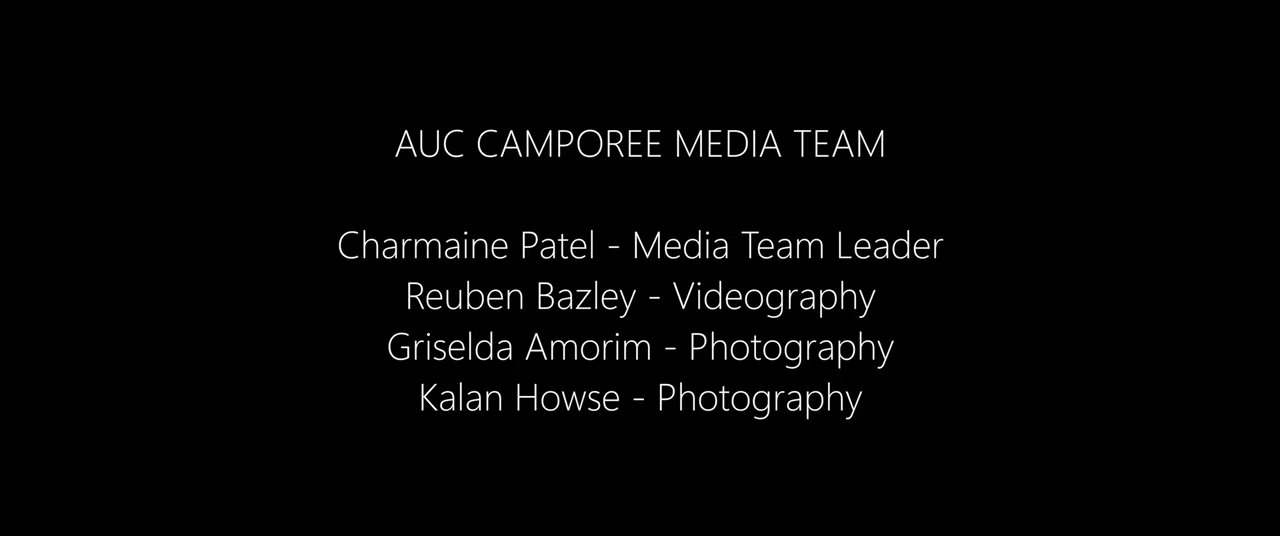 AUC CAMPOREE MEDIA TEAM
Charmaine Patel - Media Team Leader
Reuben Bazley - Videography
Griselda Amorim - Photography
Kalan Howse - Photography